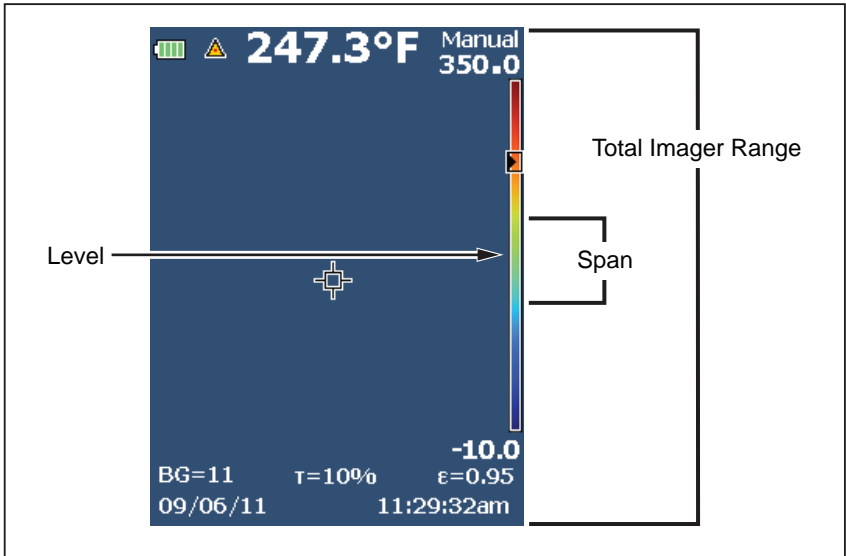 247.3°F Manual
350.0
Total Imager Range
Level
Span
-10.0
BG=11 τ=10% ε=0.95
09/06/11 11:29:32am